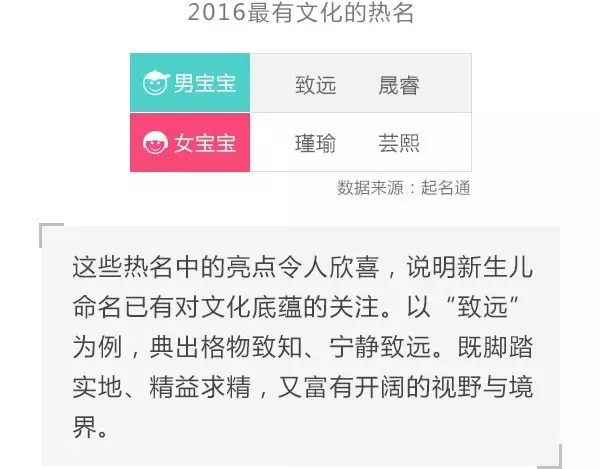 2016最有文化的热名
男宝宝 致远 晟睿
女宝宝 瑾瑜 芸熙
数据来源：起名通
这些热名中的亮点令人欣喜，说明新生儿
命名已有对文化底蕴的关注。以“致远”
为例，典出格物致知、宁静致远。既脚踏
实地、精益求精，又富有开阔的视野与境
界。